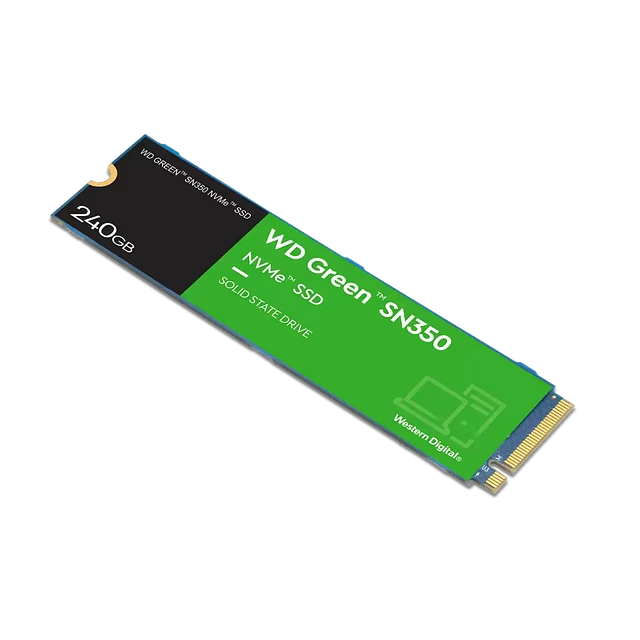 WD GREEN™ SN350 NVMe™ SSD
240GB
WD Green™ SN350
NVMe™ SSD
SOLID STATE DRIVE
Western Digital®